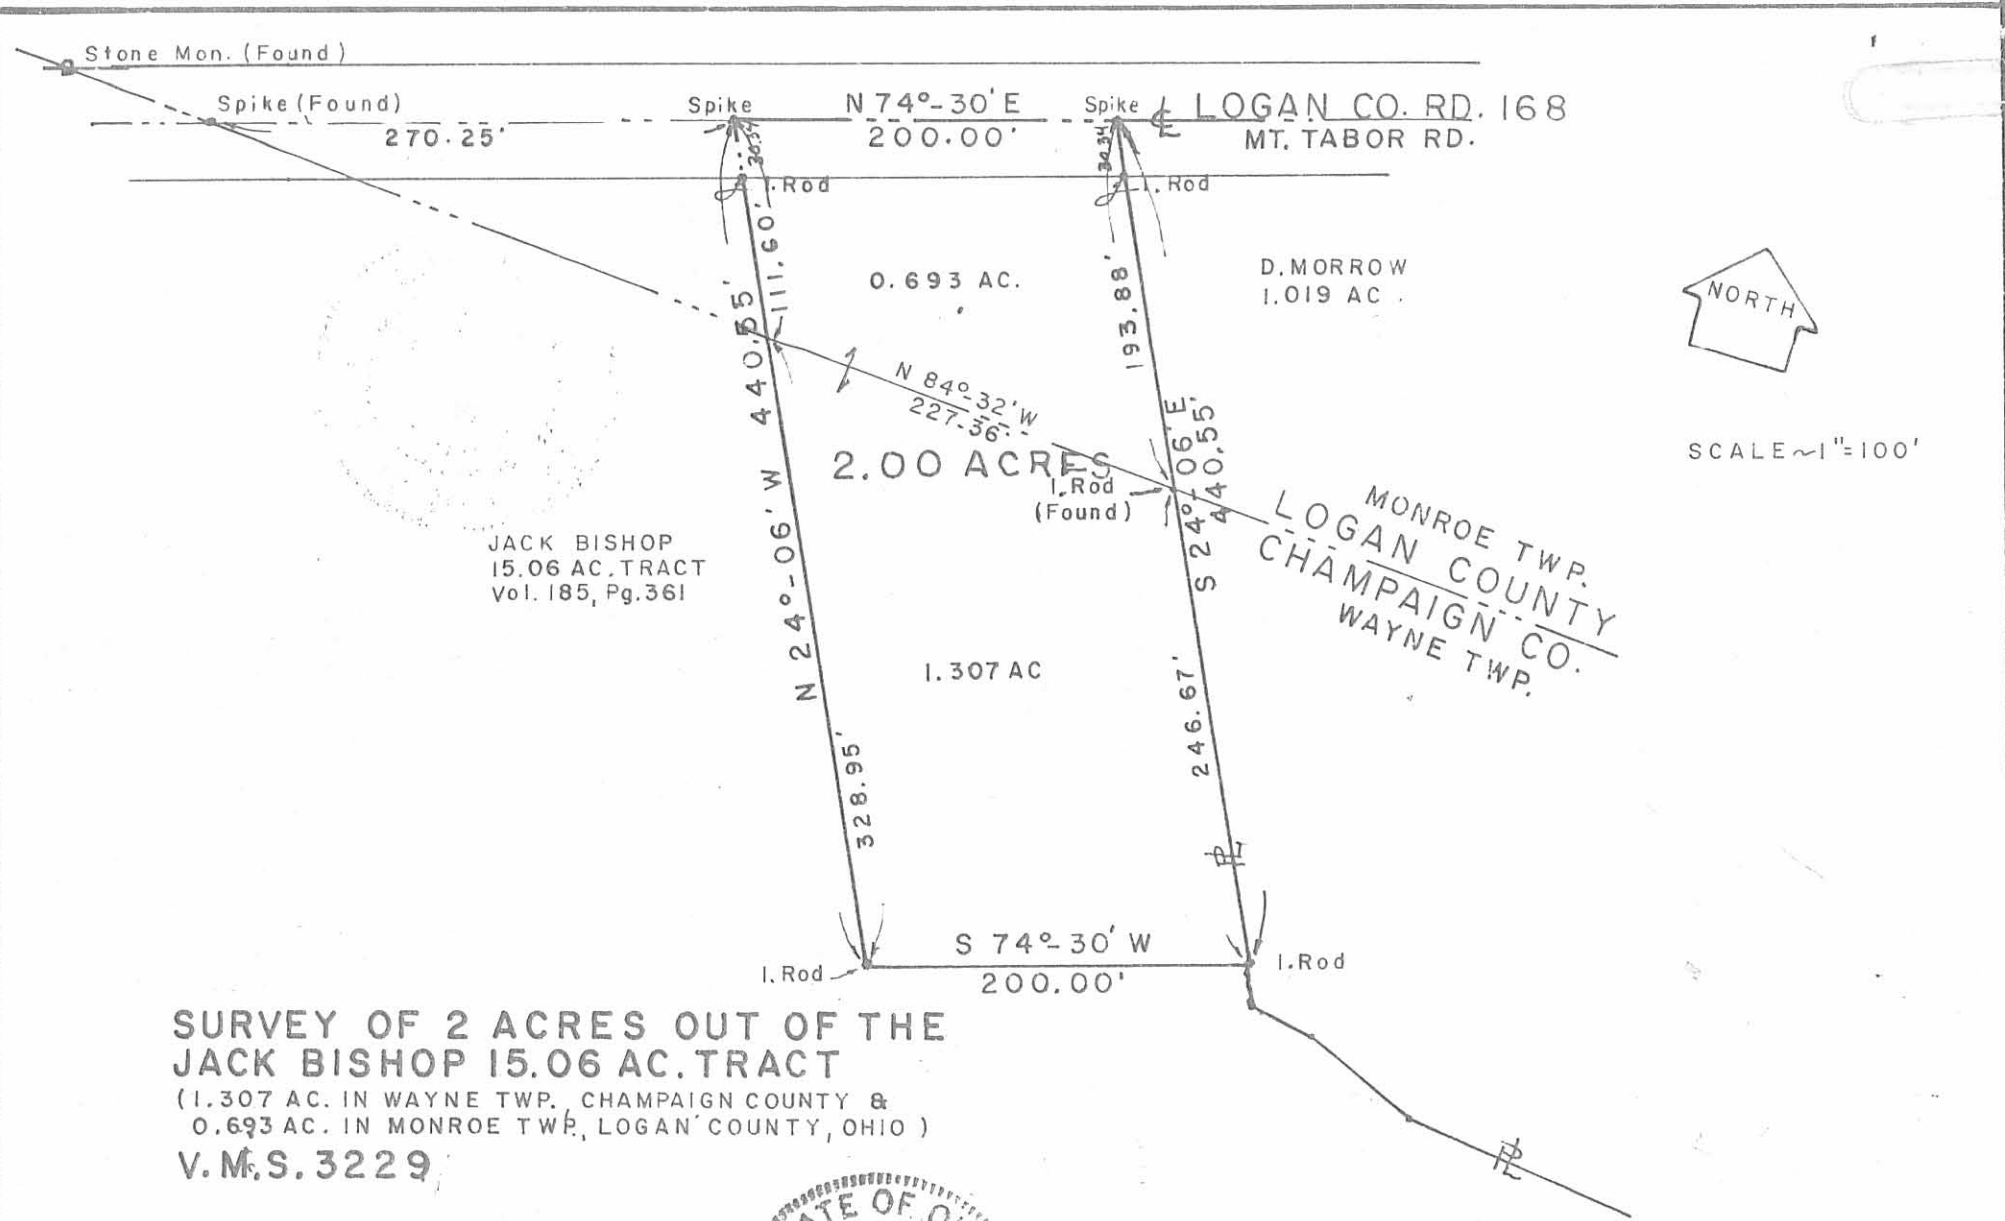 Stone Mon. (Found)
Spike (Found)
270.25'
Spike
N 74°-30' E
200.00'
Spike
℄ LOGAN CO. RD. 168
MT. TABOR RD.
30.34
30.34
I. Rod
I. Rod
111.60'
440.55'
N 24°-06' W
328.95'
0.693 AC.
193.88'
D. MORROW
1.019 AC.
NORTH
SCALE~1"=100'
N 84°-32' W
227.36'
2.00 ACRES
I. Rod
(Found)
S 24°-06' E
440.55'
246.67'
MONROE TWP.
LOGAN COUNTY
CHAMPAIGN CO.
WAYNE TWP.
JACK BISHOP
15.06 AC. TRACT
Vol. 185, Pg. 361
1.307 AC
PL
S 74°-30' W
200.00'
I. Rod
I. Rod
SURVEY OF 2 ACRES OUT OF THE
JACK BISHOP 15.06 AC. TRACT
(1.307 AC. IN WAYNE TWP., CHAMPAIGN COUNTY &
0.693 AC. IN MONROE TWP., LOGAN COUNTY, OHIO)
V. M. S. 3229
PL